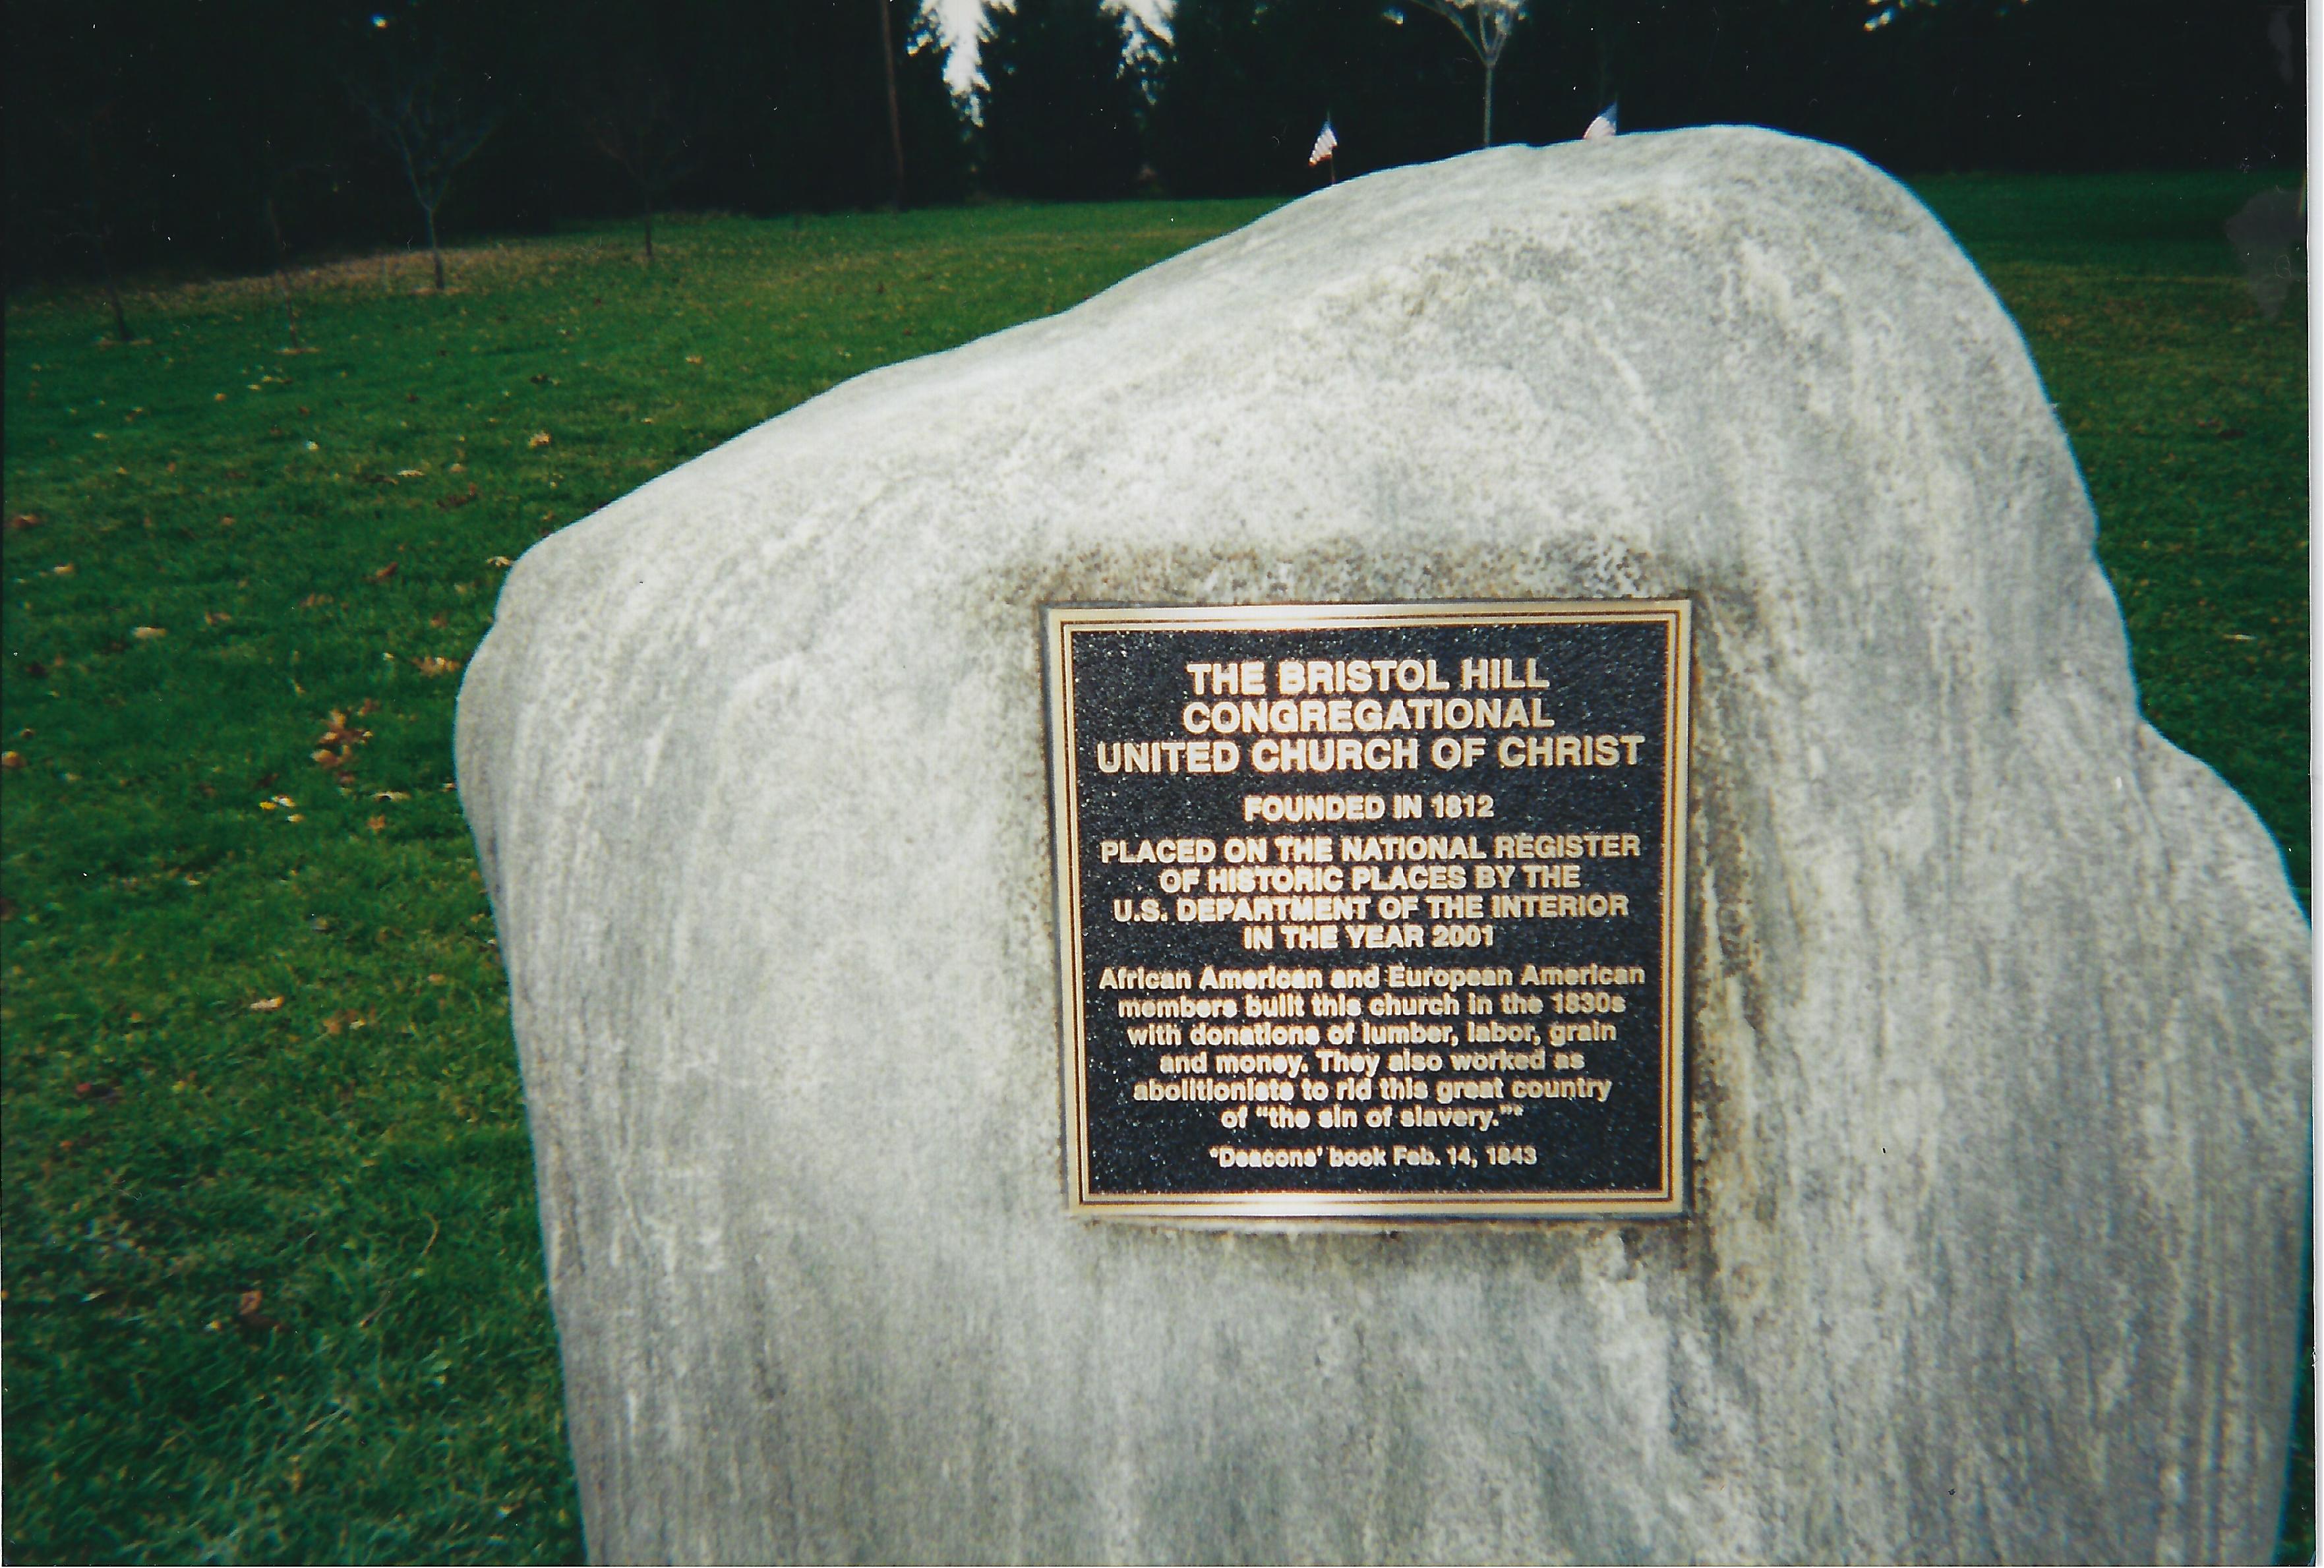 THE BRISTOL HILL
CONGREGATIONAL
UNITED CHURCH OF CHRIST
FOUNDED IN 1812
PLACED ON THE NATIONAL REGISTER
OF HISTORIC PLACES BY THE
U.S. DEPARTMENT OF THE INTERIOR
IN THE YEAR 2001
African American and European American
members built this church in the 1830s
with donations of lumber, labor, grain
and money. They also worked as
abolitionists to rid this great country
of "the sin of slavery."*
*Deacons' book Feb. 14, 1843